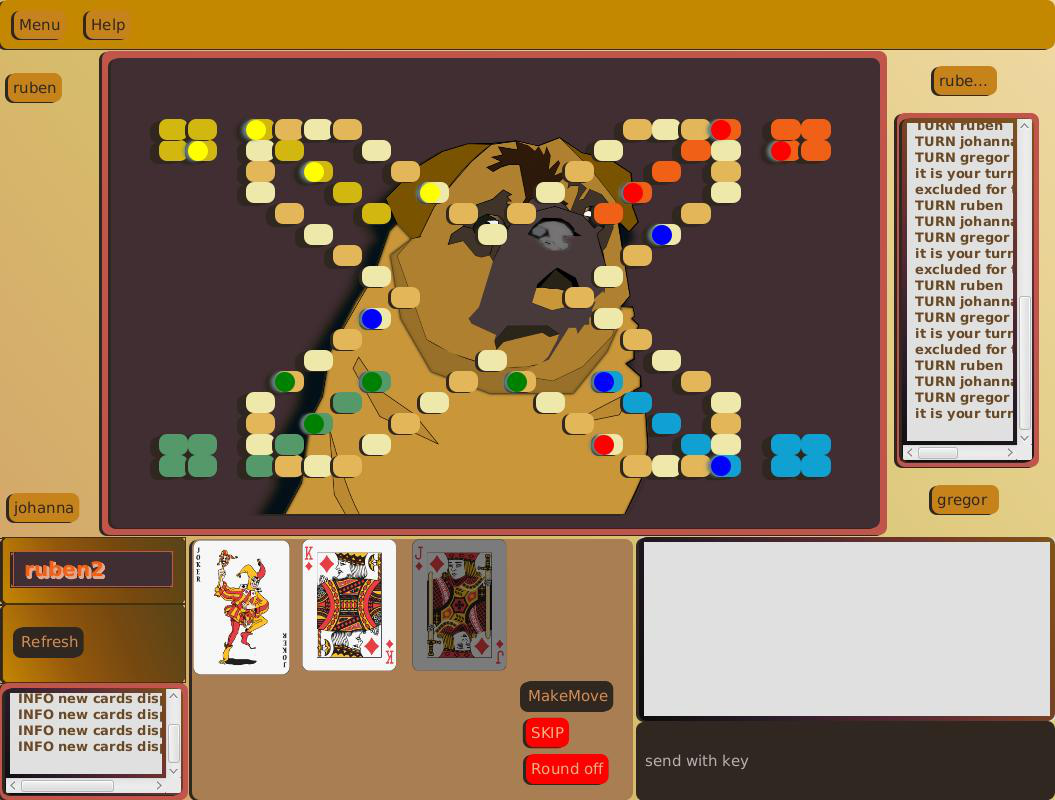 Menu
Help
ruben
rube...
TURN ruben
TURN johanna
TURN gregor
it is your turn
excluded for
TURN ruben
TURN johanna
TURN gregor
it is your turn
excluded for
TURN ruben
TURN johanna
TURN gregor
it is your turn
excluded for
TURN ruben
TURN johanna
TURN gregor
it is your turn
johanna
gregor
ruben2
Refresh
INFO new cards disp
INFO new cards disp
INFO new cards disp
INFO new cards disp
JOKER
JOKER
K
K
J
J
MakeMove
SKIP
Round off
send with key